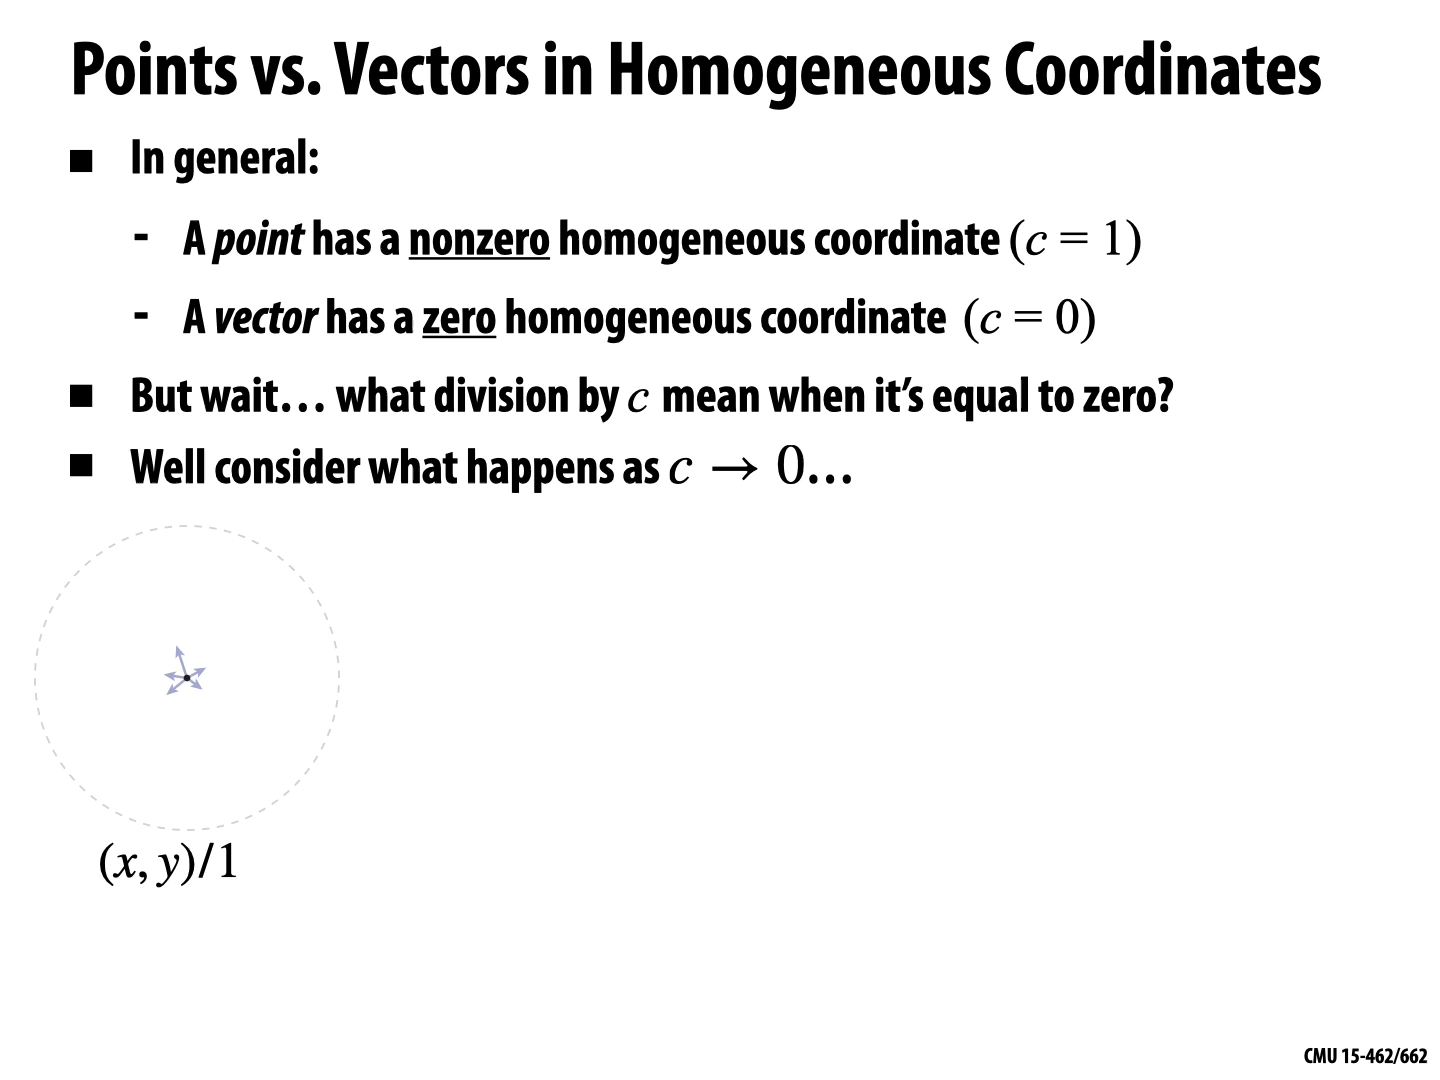 Points vs. Vectors in Homogeneous Coordinates
■ In general:
- A point has a nonzero homogeneous coordinate (c = 1)
- A vector has a zero homogeneous coordinate (c = 0)
■ But wait… what division by c mean when it’s equal to zero?
■ Well consider what happens as c → 0…
(x, y)/1
CMU 15-462/662